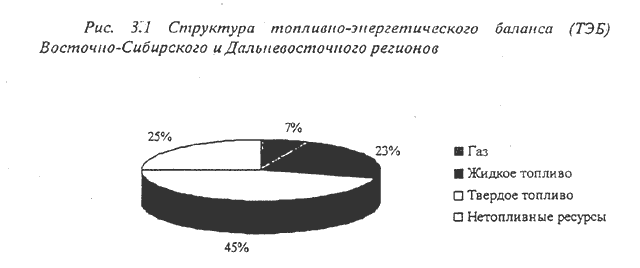 Рис. 3.1 Структура топливно-энергетического баланса (ТЭБ)
Восточно-Сибирского и Дальневосточного регионов
7%
25%
23%
45%
Газ
Жидкое топливо
Твердое топливо
Нетопливные ресурсы